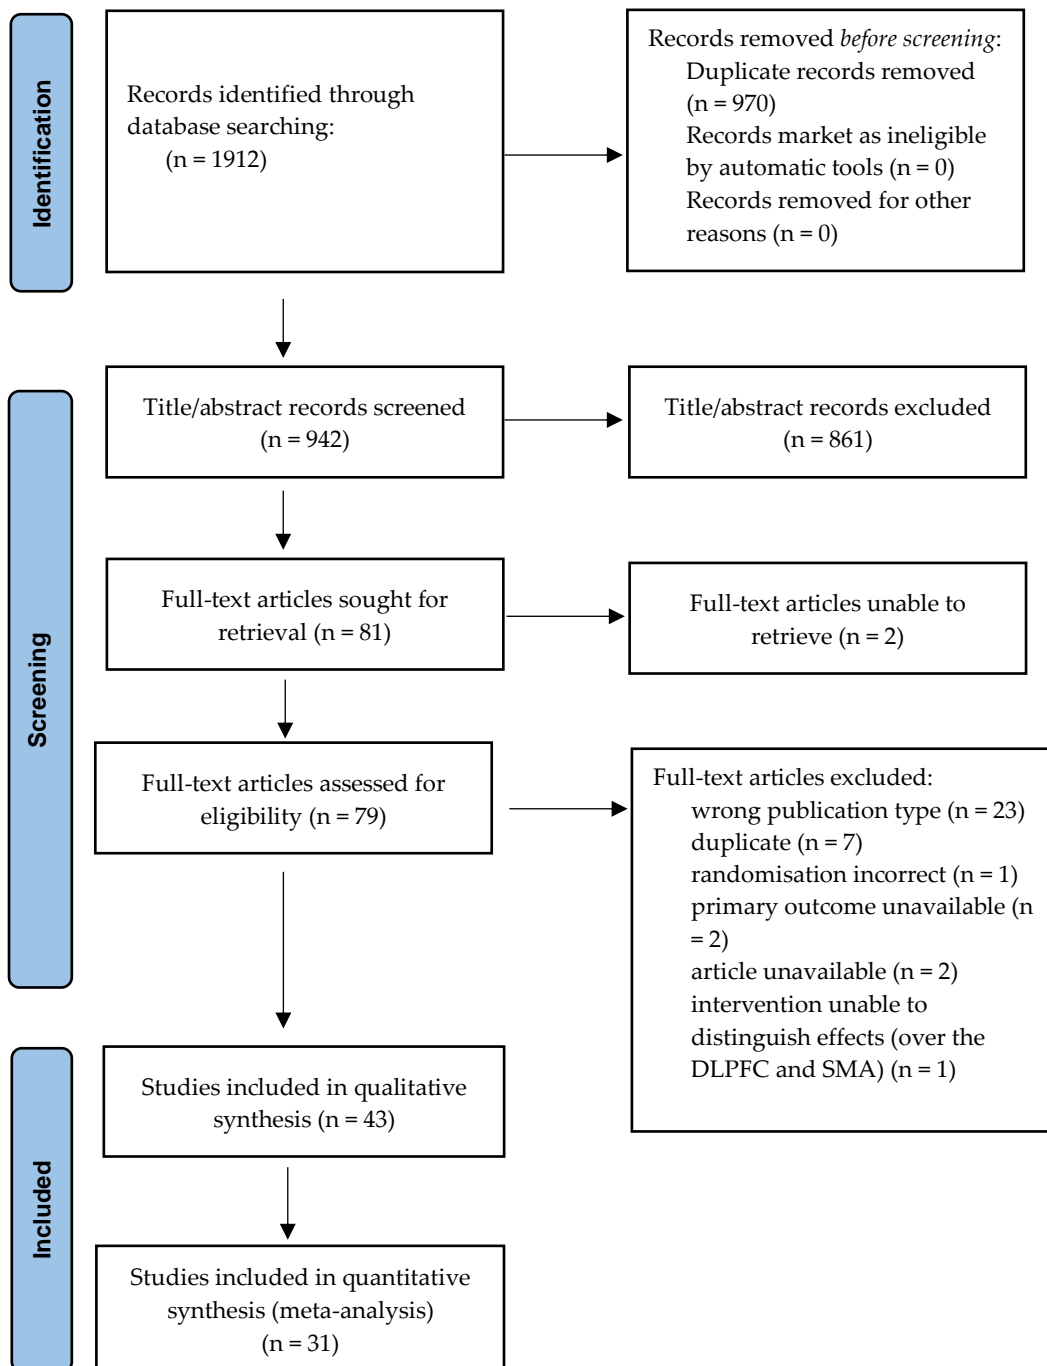 Identification
Records identified through
database searching:
(n = 1912)
Records removed before screening:
Duplicate records removed
(n = 970)
Records market as ineligible
by automatic tools (n = 0)
Records removed for other
reasons (n = 0)
Screening
Title/abstract records screened
(n = 942)
Title/abstract records excluded
(n = 861)
Full-text articles sought for
retrieval (n = 81)
Full-text articles unable to
retrieve (n = 2)
Full-text articles assessed for
eligibility (n = 79)
Full-text articles excluded:
wrong publication type (n = 23)
duplicate (n = 7)
randomisation incorrect (n = 1)
primary outcome unavailable (n
= 2)
article unavailable (n = 2)
intervention unable to
distinguish effects (over the
DLPFC and SMA) (n = 1)
Included
Studies included in qualitative
synthesis (n = 43)
Studies included in quantitative
synthesis (meta-analysis)
(n = 31)